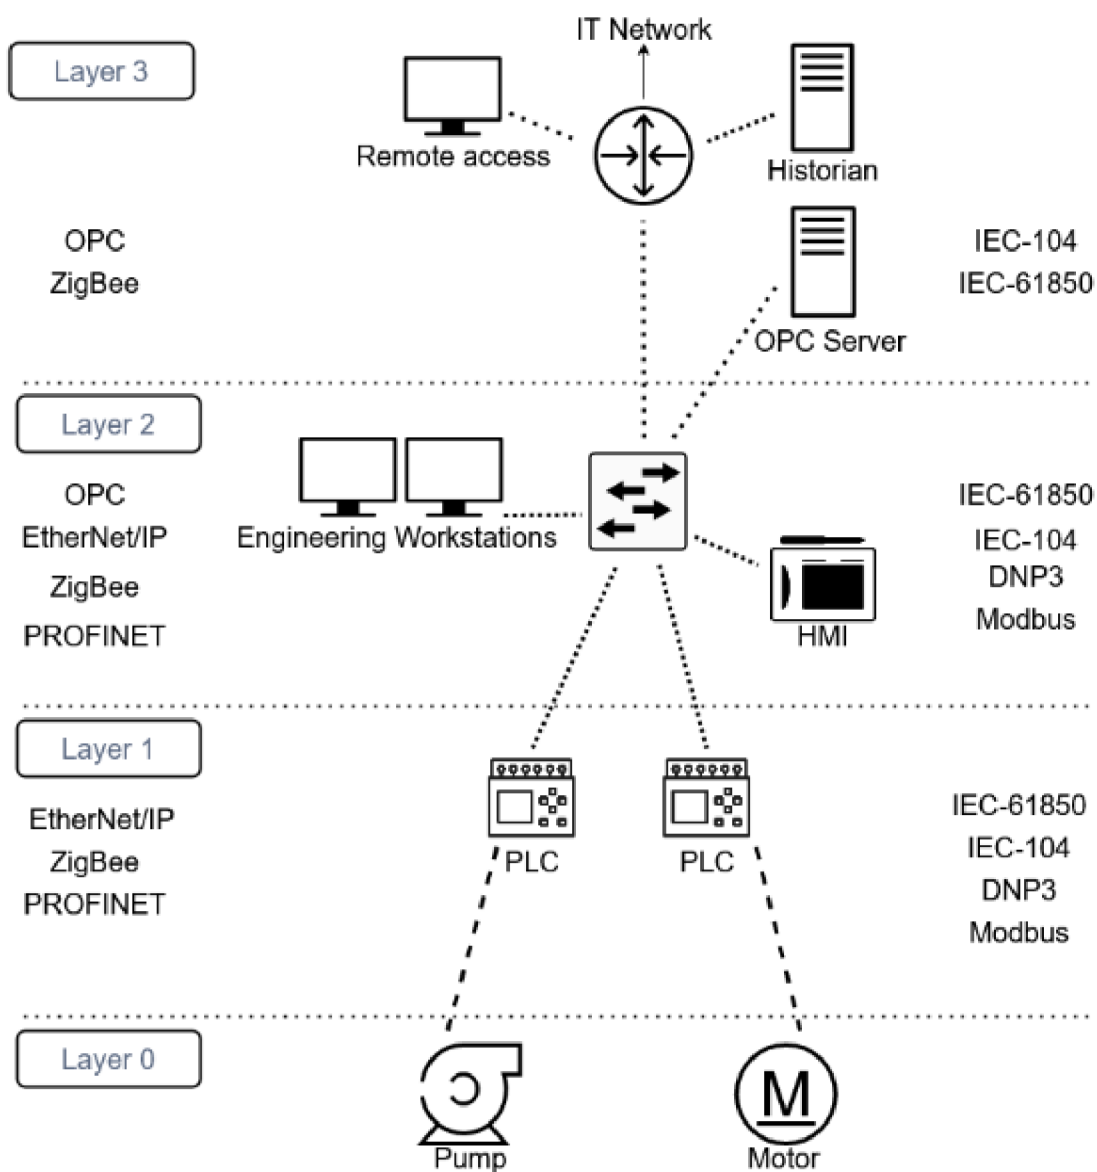 IT Network
Layer 3
Remote access
Historian
OPC
ZigBee
IEC-104
IEC-61850
OPC Server
Layer 2
OPC
EtherNet/IP
ZigBee
PROFINET
Engineering Workstations
HMI
IEC-61850
IEC-104
DNP3
Modbus
Layer 1
EtherNet/IP
ZigBee
PROFINET
PLC
PLC
IEC-61850
IEC-104
DNP3
Modbus
Layer 0
Pump
M
Motor